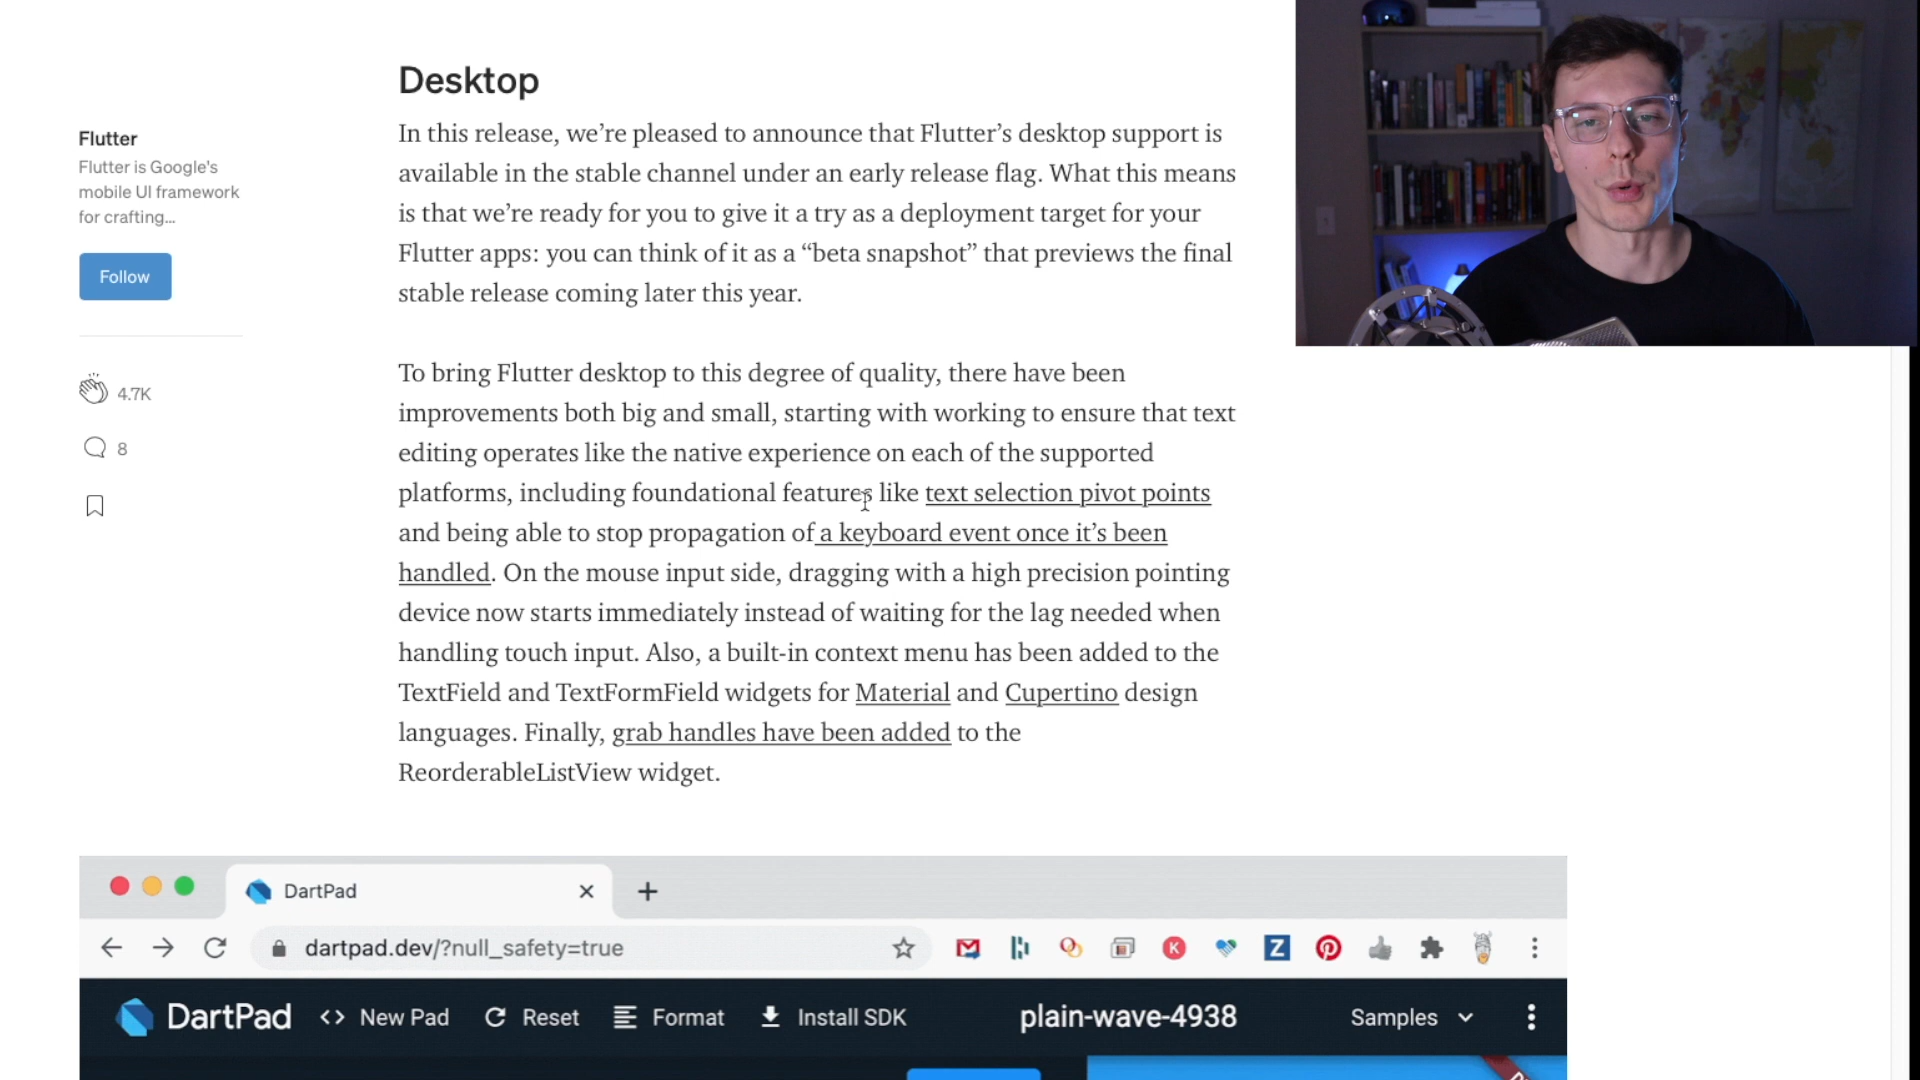 Desktop
Flutter
Flutter is Google's
mobile UI framework
for crafting...
Follow
4.7K
8
In this release, we’re pleased to announce that Flutter’s desktop support is
available in the stable channel under an early release flag. What this means
is that we’re ready for you to give it a try as a deployment target for your
Flutter apps: you can think of it as a “beta snapshot” that previews the final
stable release coming later this year.
To bring Flutter desktop to this degree of quality, there have been
improvements both big and small, starting with working to ensure that text
editing operates like the native experience on each of the supported
platforms, including foundational features like text selection pivot points
and being able to stop propagation of a keyboard event once it’s been
handled. On the mouse input side, dragging with a high precision pointing
device now starts immediately instead of waiting for the lag needed when
handling touch input. Also, a built-in context menu has been added to the
TextField and TextFormField widgets for Material and Cupertino design
languages. Finally, grab handles have been added to the
ReorderableListView widget.
DartPad
dartpad.dev/?null_safety=true
DartPad <> New Pad Reset Format Install SDK plain-wave-4938 Samples